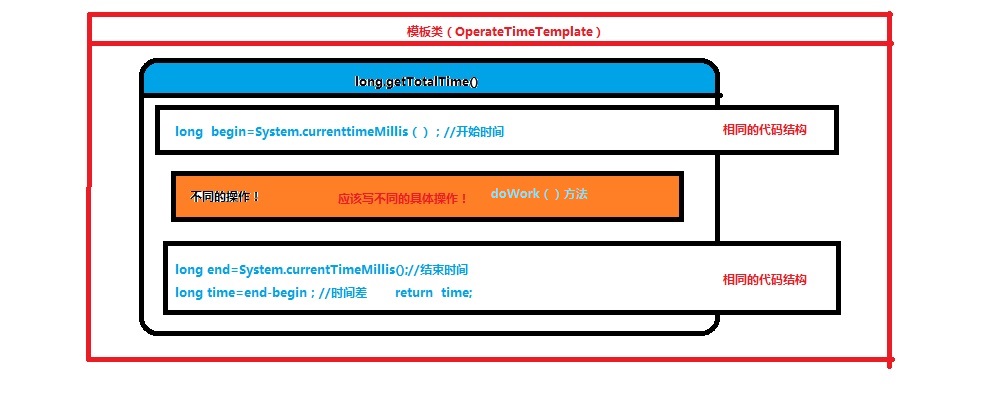 模板类（OperateTimeTemplate）
long getTotalTime()
long begin=System.currenttimeMillis（）；//开始时间 相同的代码结构
不同的操作！ 应该写不同的具体操作！ doWork（）方法
long end=System.currentTimeMillis();//结束时间
相同的代码结构
long time=end-begin；//时间差 return time;